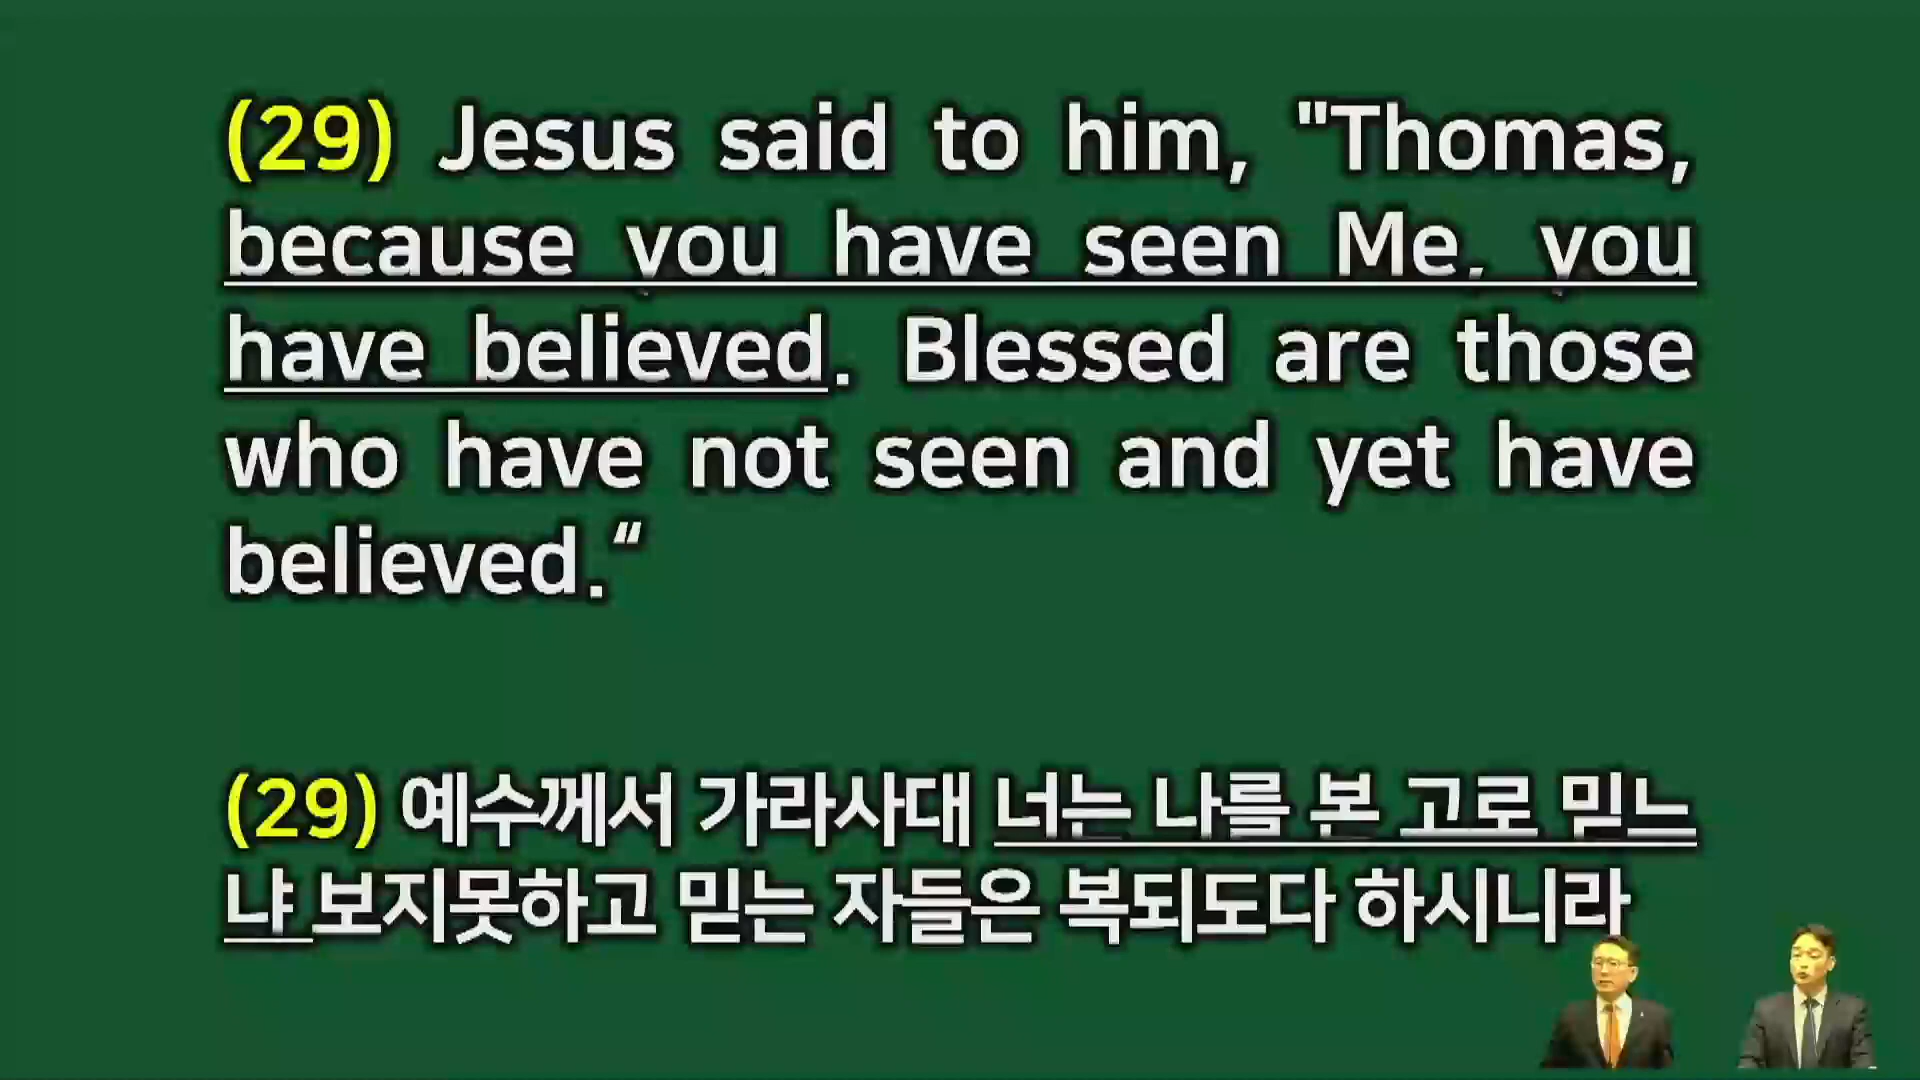 (29) Jesus said to him, "Thomas,
because you have seen Me, you
have believed. Blessed are those
who have not seen and yet have
believed.“
(29) 예수께서 가라사대 너는 나를 본 고로 믿느
냐 보지못하고 믿는 자들은 복되도다 하시니라